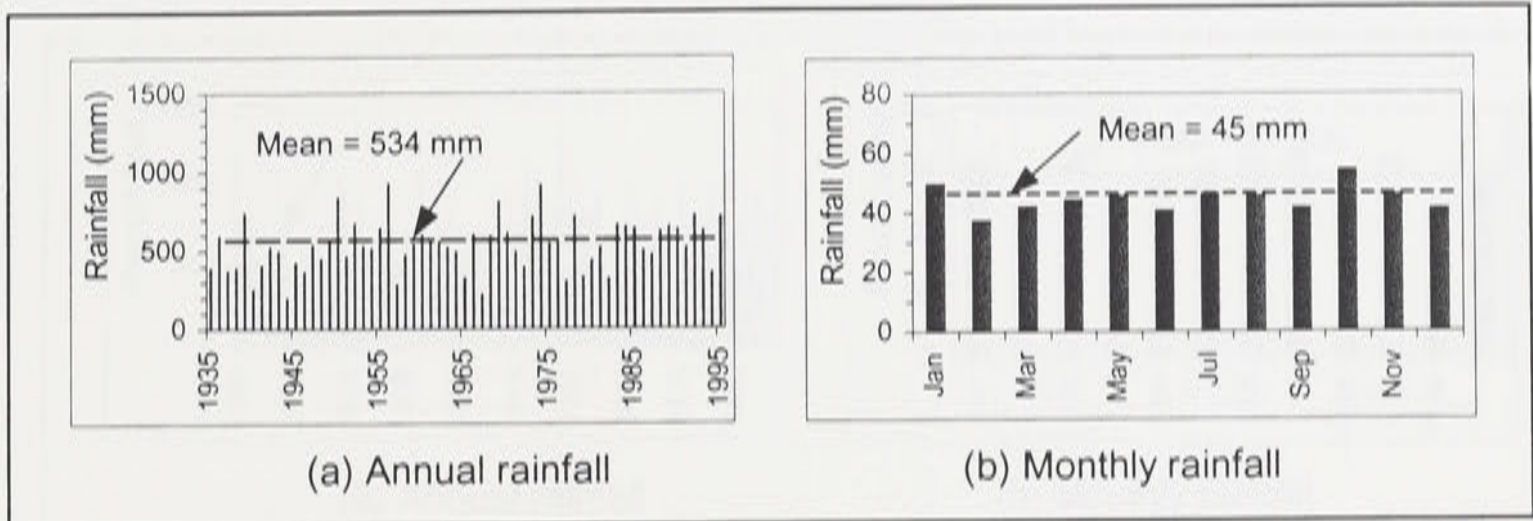 Rainfall (mm)
1500
1000
500
0
Mean = 534 mm
1935
1945
1955
1965
1975
1985
1995
(a) Annual rainfall
Rainfall (mm)
80
60
40
20
0
Mean = 45 mm
Jan
Mar
May
Jul
Sep
Nov
(b) Monthly rainfall